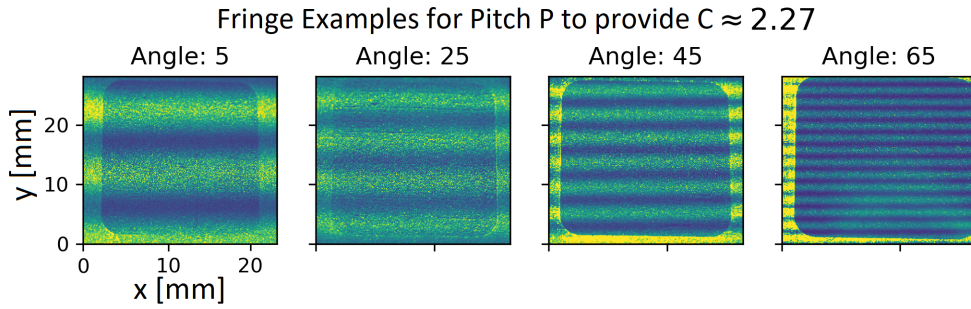 Fringe Examples for Pitch P to provide C ≈ 2.27
Angle: 5 Angle: 25 Angle: 45 Angle: 65
y [mm]
20
10
0
0 10 20
x [mm]